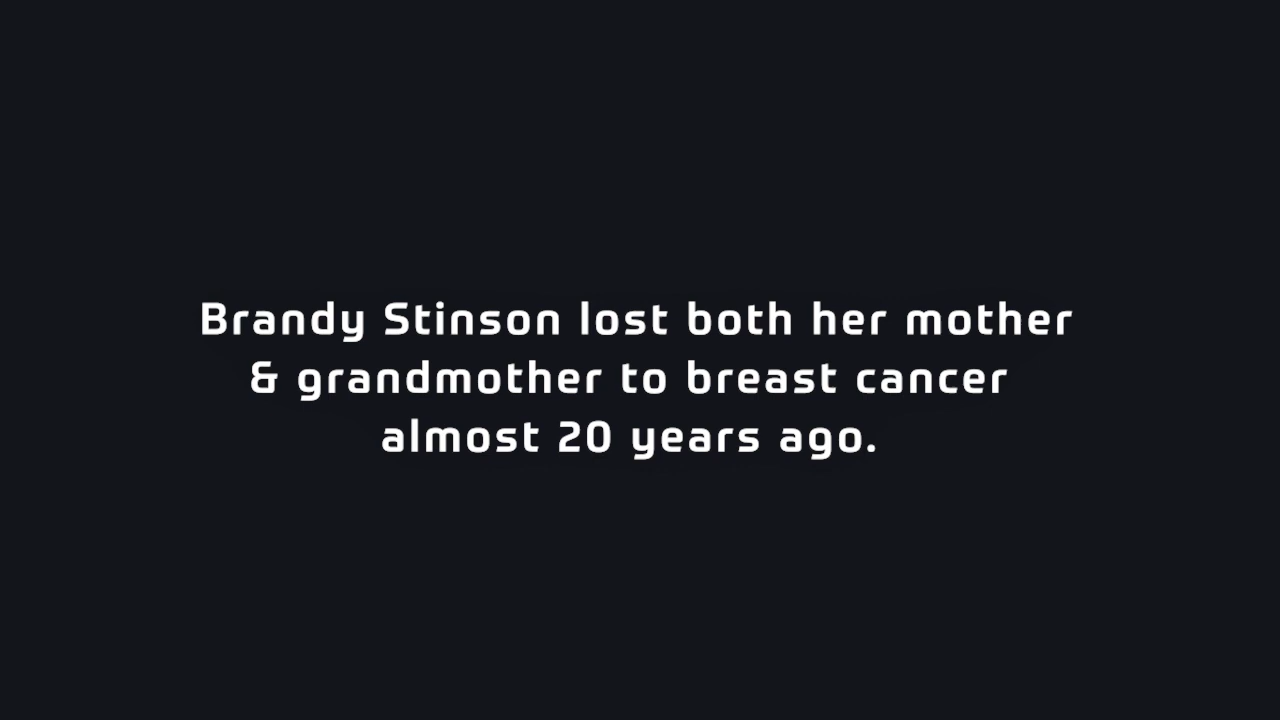 Brandy Stinson lost both her mother
& grandmother to breast cancer
almost 20 years ago.